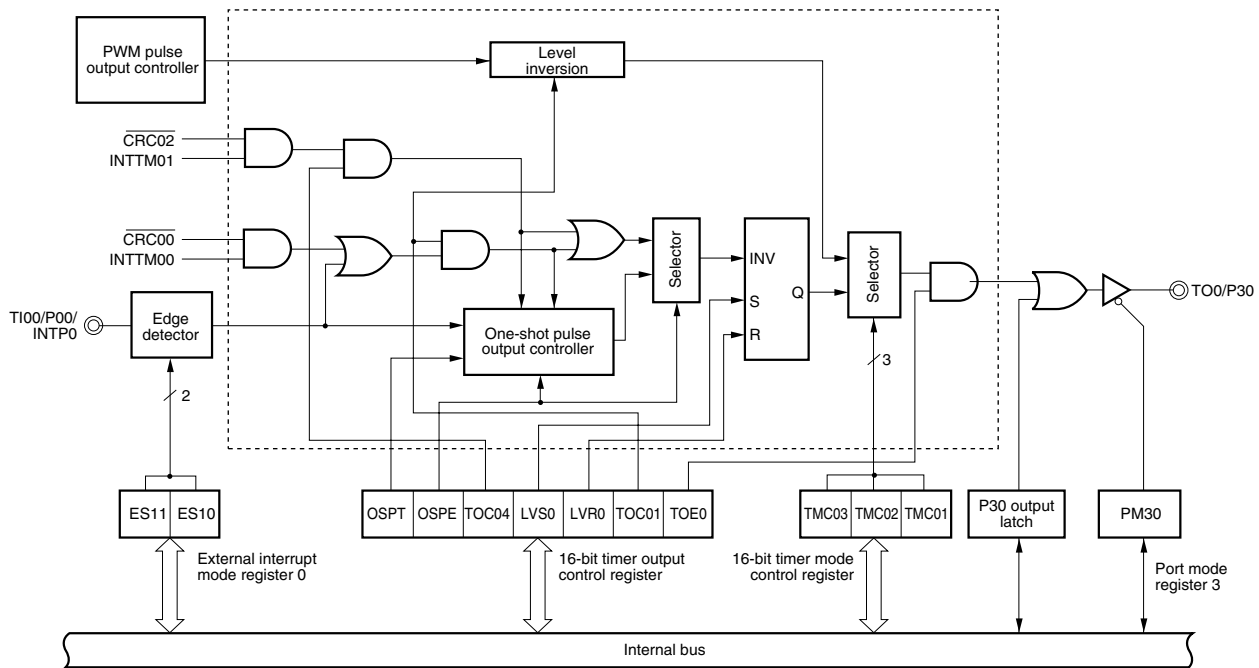 PWM pulse
output controller
Level
inversion
CRC02
INTTM01
CRC00
INTTM00
TI00/P00/
INTP0
Edge
detector
2
One-shot pulse
output controller
Selector
INV
S
R
Q
Selector
3
TO0/P30
ES11 ES10
OSPT OSPE TOC04 LVS0 LVR0 TOC01 TOE0
TMC03 TMC02 TMC01
P30 output
latch
PM30
External interrupt
mode register 0
16-bit timer output
control register
16-bit timer mode
control register
Port mode
register 3
Internal bus